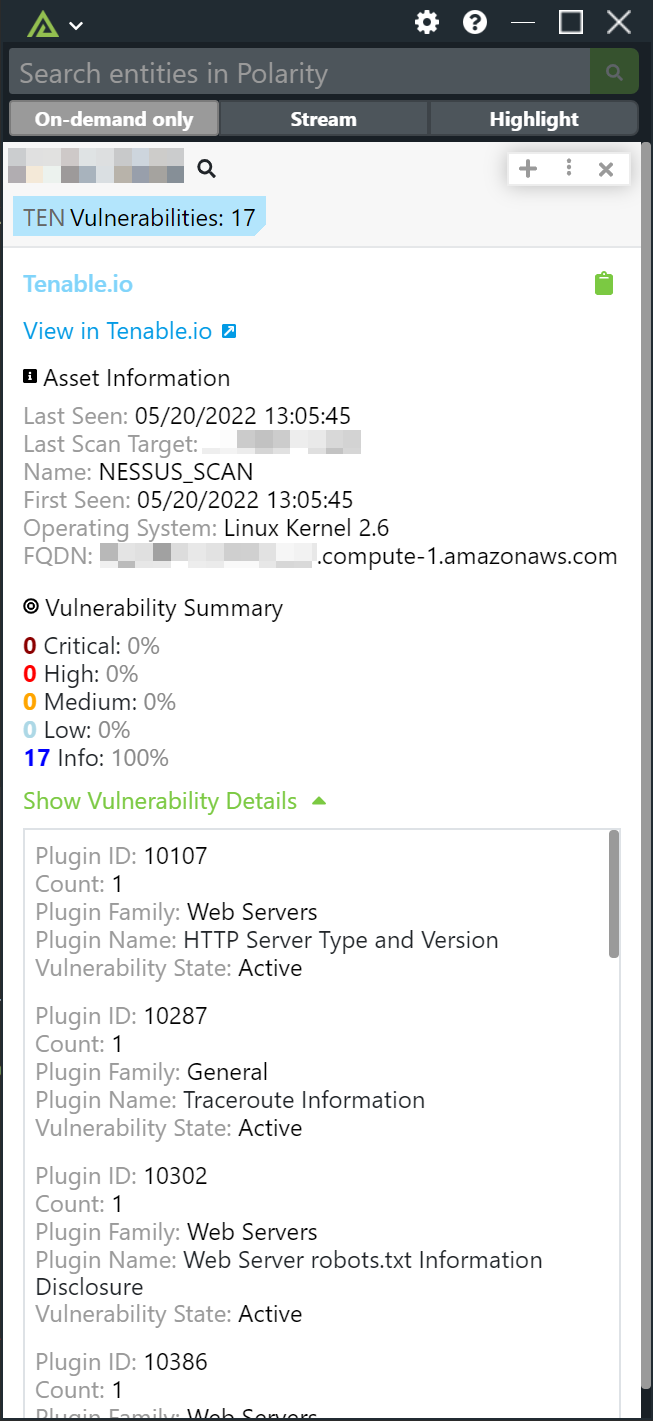 Search entities in Polarity
On-demand only Stream Highlight
TEN Vulnerabilities: 17
Tenable.io
View in Tenable.io
Asset Information
Last Seen: 05/20/2022 13:05:45
Last Scan Target:
Name: NESSUS_SCAN
First Seen: 05/20/2022 13:05:45
Operating System: Linux Kernel 2.6
FQDN: .compute-1.amazonaws.com
Vulnerability Summary
0 Critical: 0%
0 High: 0%
0 Medium: 0%
0 Low: 0%
17 Info: 100%
Show Vulnerability Details
Plugin ID: 10107
Count: 1
Plugin Family: Web Servers
Plugin Name: HTTP Server Type and Version
Vulnerability State: Active
Plugin ID: 10287
Count: 1
Plugin Family: General
Plugin Name: Traceroute Information
Vulnerability State: Active
Plugin ID: 10302
Count: 1
Plugin Family: Web Servers
Plugin Name: Web Server robots.txt Information
Disclosure
Vulnerability State: Active
Plugin ID: 10386
Count: 1
Plugin Family: Web Servers